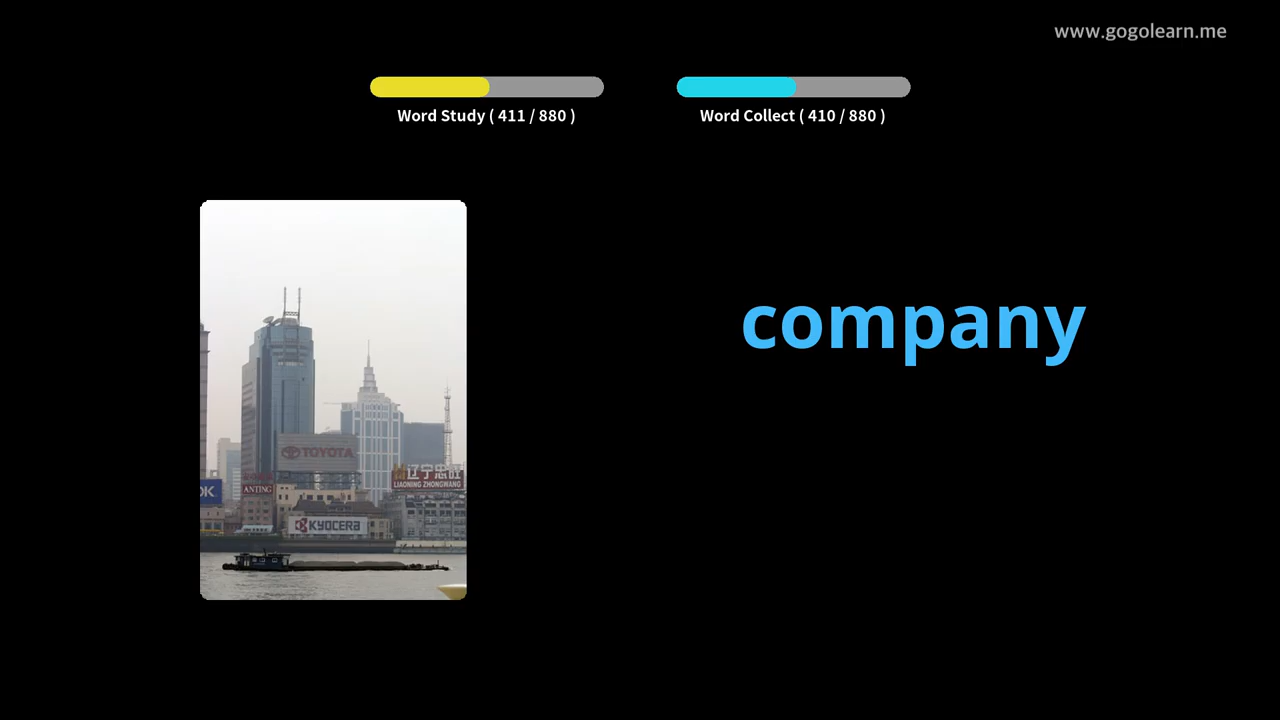 www.gogolearn.me
Word Study ( 411 / 880 )
Word Collect ( 410 / 880 )
company
TOYOTA
辽宁忠旺
LIAONING ZHONGWANG
ANTING
KYOCERA